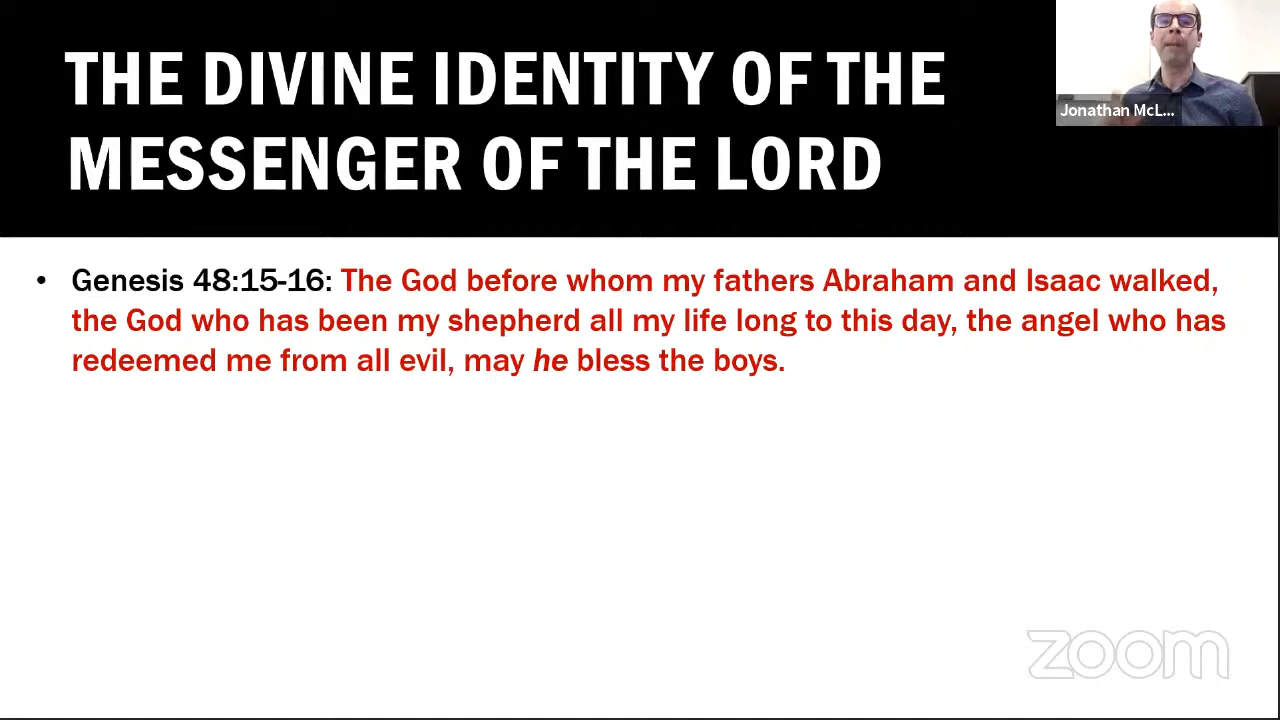 THE DIVINE IDENTITY OF THE
MESSENGER OF THE LORD
Jonathan McL...
• Genesis 48:15-16: The God before whom my fathers Abraham and Isaac walked,
the God who has been my shepherd all my life long to this day, the angel who has
redeemed me from all evil, may he bless the boys.
zoom